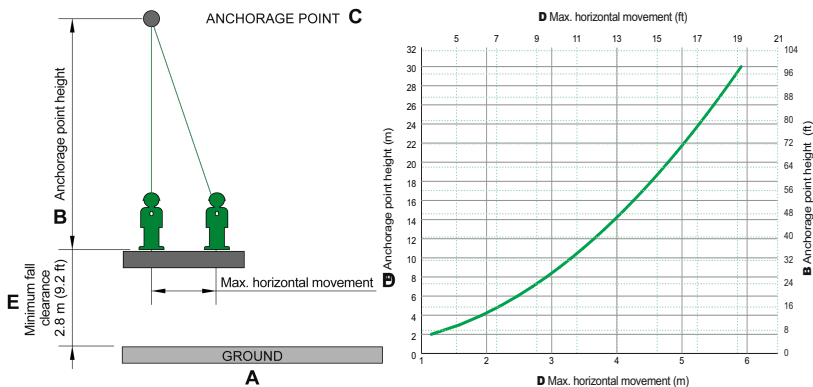 ANCHORAGE POINT C
Anchorage point height
B
Max. horizontal movement D
E
Minimum fall
clearance
2.8 m (9.2 ft)
GROUND
A
D Max. horizontal movement (ft)
5 7 9 11 13 15 17 19 21
B Anchorage point height (m)
32
30
28
26
24
22
20
18
16
14
12
10
8
6
4
2
0
104
96
88
80
72
64
56
48
40
32
24
16
8
0
B Anchorage point height (ft)
1 2 3 4 5 6
D Max. horizontal movement (m)